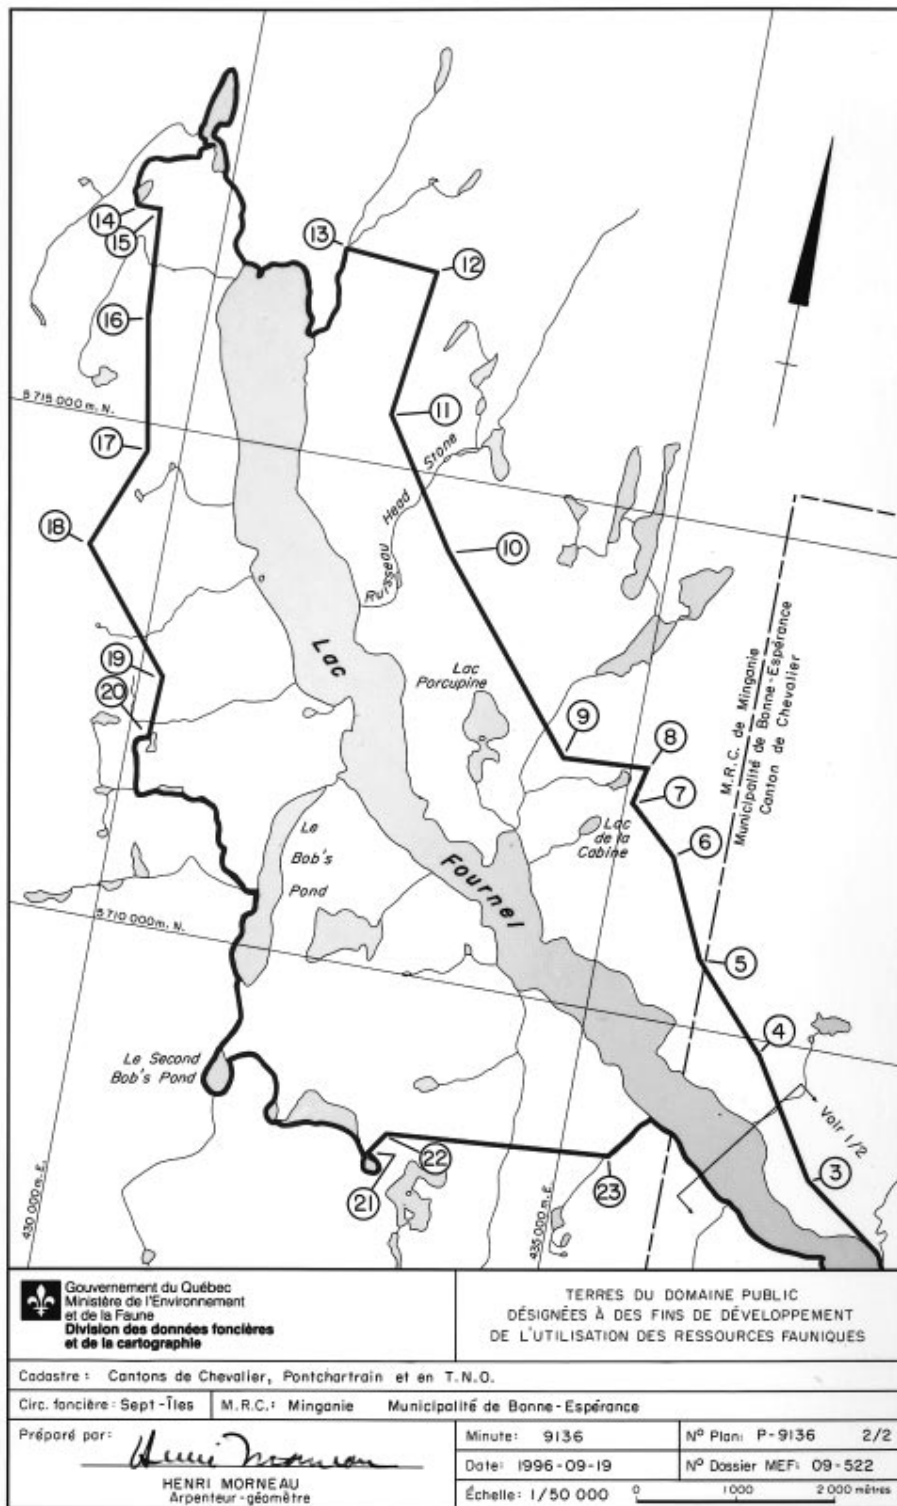 13
12
14
15
16
5 715 000 m. N.
11
17
Ruisseau Head Stone
18
10
Lac
Porcupine
19
20
9
8
M.R.C. de Minganie
Municipalité de Bonne-Espérance
Canton de Chevalier
7
Lac
de la
Cabine
6
Le
Bob's
Pond
Lac Fournel
5 710 000 m. N.
5
4
Le Second
Bob's Pond
Voir 1/2
3
22
21
23
430 000 m. E.
435 000 m. E.
Gouvernement du Québec
Ministère de l'Environnement
et de la Faune
Division des données foncières
et de la cartographie
TERRES DU DOMAINE PUBLIC
DÉSIGNÉES À DES FINS DE DÉVELOPPEMENT
DE L'UTILISATION DES RESSOURCES FAUNIQUES
Cadastre : Cantons de Chevalier, Pontchartrain et en T.N.O.
Circ. foncière : Sept-Îles M.R.C.: Minganie Municipalité de Bonne-Espérance
Préparé par:
Henri Morneau
HENRI MORNEAU
Arpenteur-géomètre
Minute: 9136
Nº Plan: P-9136 2/2
Date: 1996-09-19
Nº Dossier MEF: 09-522
Échelle: 1/50 000
0 1000 2 000 mètres